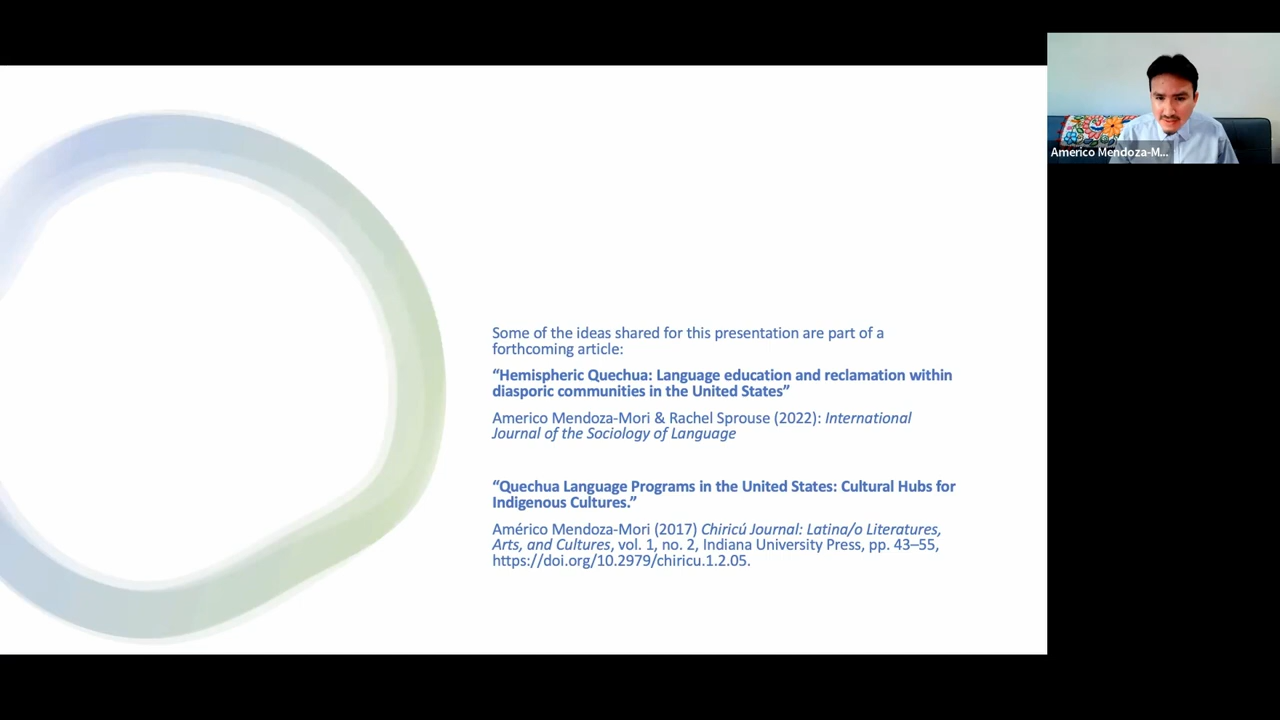 Americo Mendoza-M...
Some of the ideas shared for this presentation are part of a
forthcoming article:
“Hemispheric Quechua: Language education and reclamation within
diasporic communities in the United States”
Americo Mendoza-Mori & Rachel Sprouse (2022): International
Journal of the Sociology of Language
“Quechua Language Programs in the United States: Cultural Hubs for
Indigenous Cultures.”
Américo Mendoza-Mori (2017) Chiricú Journal: Latina/o Literatures,
Arts, and Cultures, vol. 1, no. 2, Indiana University Press, pp. 43–55,
https://doi.org/10.2979/chiricu.1.2.05.